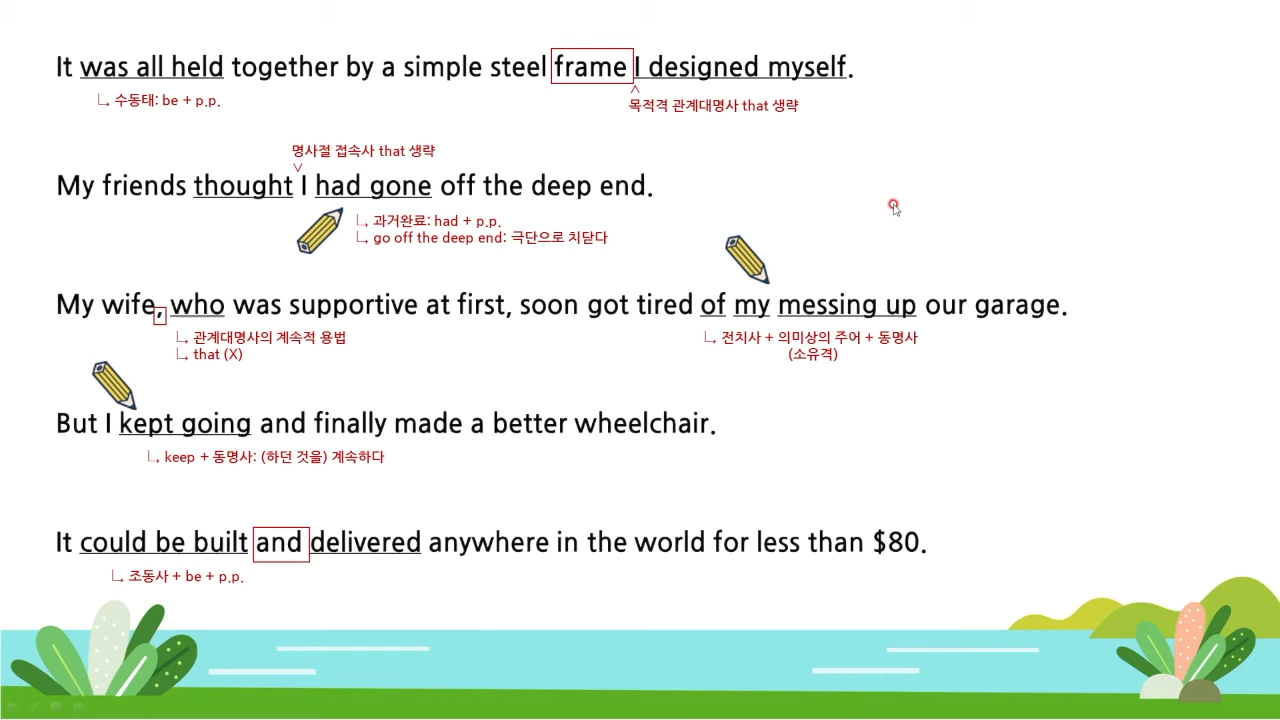 It was all held together by a simple steel frame I designed myself.
↳ 수동태: be + p.p.
목적격 관계대명사 that 생략
명사절 접속사 that 생략
My friends thought I had gone off the deep end.
↳ 과거완료: had + p.p.
↳ go off the deep end: 극단으로 치닫다
My wife, who was supportive at first, soon got tired of my messing up our garage.
↳ 관계대명사의 계속적 용법
↳ that (X)
↳ 전치사 + 의미상의 주어 + 동명사
(소유격)
But I kept going and finally made a better wheelchair.
↳ keep + 동명사: (하던 것을) 계속하다
It could be built and delivered anywhere in the world for less than $80.
↳ 조동사 + be + p.p.